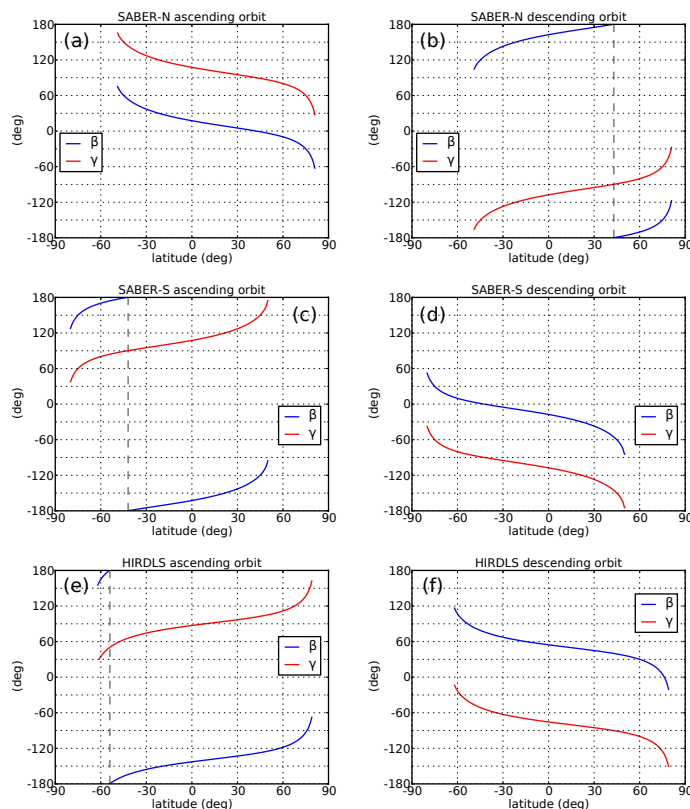 SABER-N ascending orbit
(a)
180
120
60
0
-60
-120
-180
(deg)
β
γ
-90 -60 -30 0 30 60 90
latitude (deg)
SABER-N descending orbit
(b)
180
120
60
0
-60
-120
-180
(deg)
β
γ
-90 -60 -30 0 30 60 90
latitude (deg)
SABER-S ascending orbit
(c)
180
120
60
0
-60
-120
-180
(deg)
β
γ
-90 -60 -30 0 30 60 90
latitude (deg)
SABER-S descending orbit
(d)
180
120
60
0
-60
-120
-180
(deg)
β
γ
-90 -60 -30 0 30 60 90
latitude (deg)
HIRDLS ascending orbit
(e)
180
120
60
0
-60
-120
-180
(deg)
β
γ
-90 -60 -30 0 30 60 90
latitude (deg)
HIRDLS descending orbit
(f)
180
120
60
0
-60
-120
-180
(deg)
β
γ
-90 -60 -30 0 30 60 90
latitude (deg)